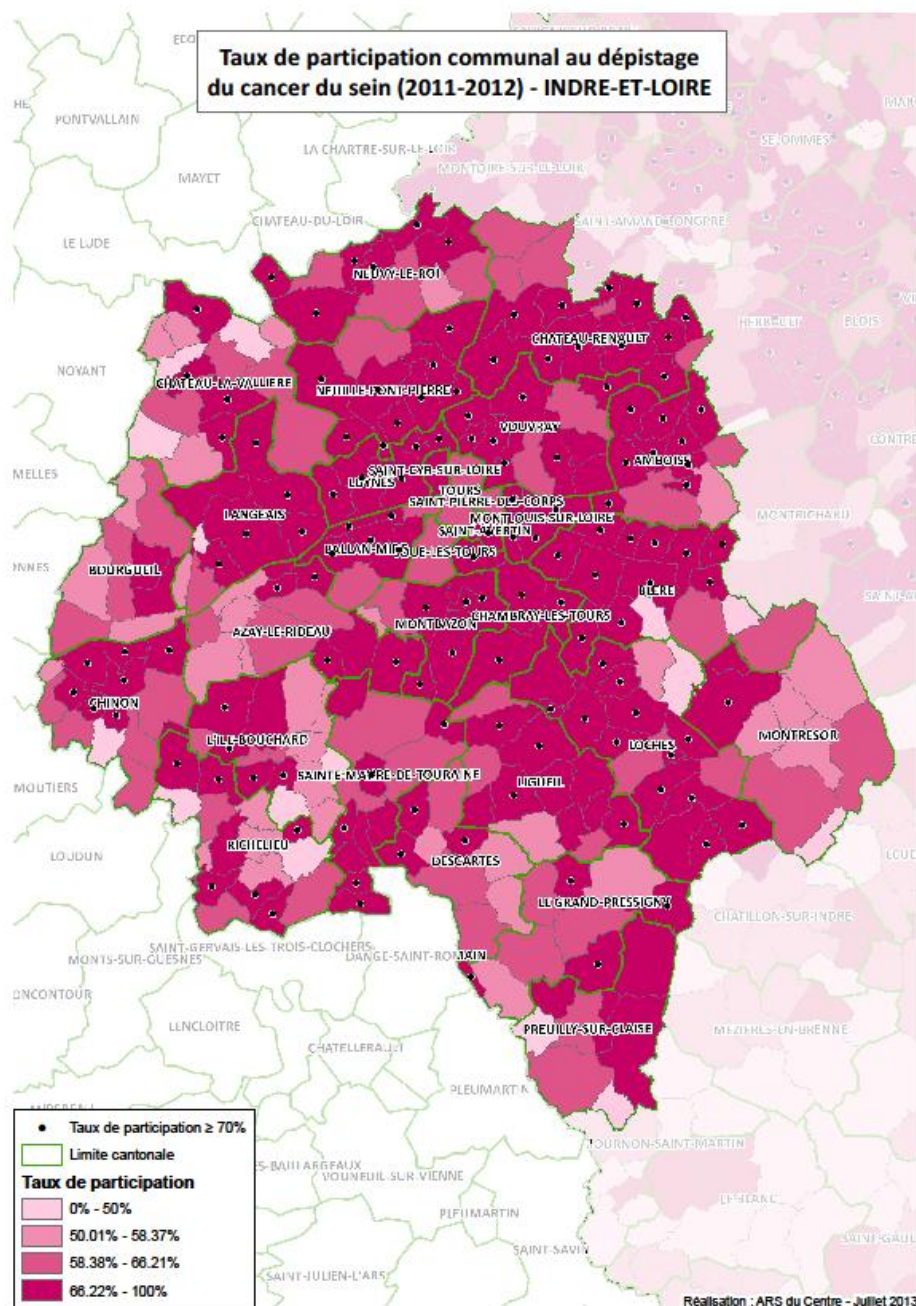 Taux de participation communal au dépistage
du cancer du sein (2011-2012) - INDRE-ET-LOIRE
PONTVALLAIN
LA CHARTRE-SUR-LE-LOIR
MAYET
MONTOIRE-SUR-LE-LOIR
SELOMMES
CHATEAU-DU-LOIR
SAINT-AMAND-LONGPRE
LE LUDE
NEUVY-LE-ROI
HERBAULT
BLOIS
CHATEAU-RENAULT
NOYANT
CHATEAU-LA-VALLIERE
NEUILLE-PONT-PIERRE
VOUVRAY
AMBOISE
SAINT-CYR-SUR-LOIRE
LUYNES
TOURS
SAINT-PIERRE-DES-CORPS
LANGEAIS
MONTLOUIS-SUR-LOIRE
MONTRICHARD
SAINT-AVERTIN
BALLAN-MIRE
JOUE-LES-TOURS
BOURGUEIL
BLERE
CHAMBRAY-LES-TOURS
MONTBAZON
AZAY-LE-RIDEAU
CHINON
L'ILE-BOUCHARD
LOCHES
MONTRESOR
SAINTE-MAURE-DE-TOURAINE
LIGUEIL
MOUTIERS
RICHELIEU
LOUDUN
DESCARTES
LE GRAND-PRESSIGNY
CHATILLON-SUR-INDRE
SAINT-GERVAIS-LES-TROIS-CLOCHERS
MONTS-SUR-GUESNES
DANGE-SAINT-ROMAIN
ONCONTOUR
LENCLOITRE
PREUILLY-SUR-CLAISE
MEZIERES-EN-BRENNE
CHATELLERAULT
PLEUMARTIN
OURNON-SAINT-MARTIN
VOUNEUIL-SUR-VIENNE
LE-BLANC
PLEUMARTIN
SAINT-SAVIN
SAINT-GAUL
SAINT-JULIEN-L'ARS
Taux de participation ≥ 70%
Limite cantonale
Taux de participation
0% - 50%
50.01% - 58.37%
58.38% - 66.21%
66.22% - 100%
Réalisation : ARS du Centre - Juillet 2013